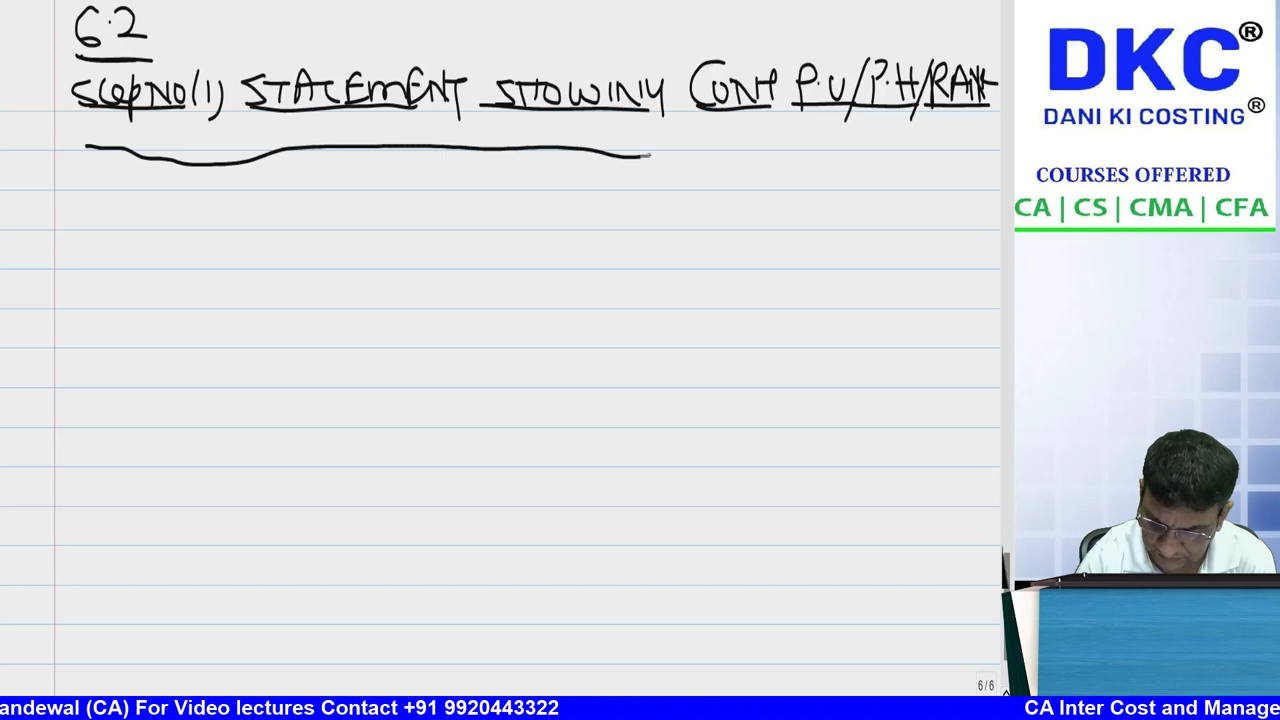 6.2
Step NO(1) STATEMENT SHOWING CONT P.U/P.H/RANK
DKC®
DANI KI COSTING®
COURSES OFFERED
CA | CS | CMA | CFA
6/6
andewal (CA) For Video lectures Contact +91 9920443322
CA Inter Cost and Manage